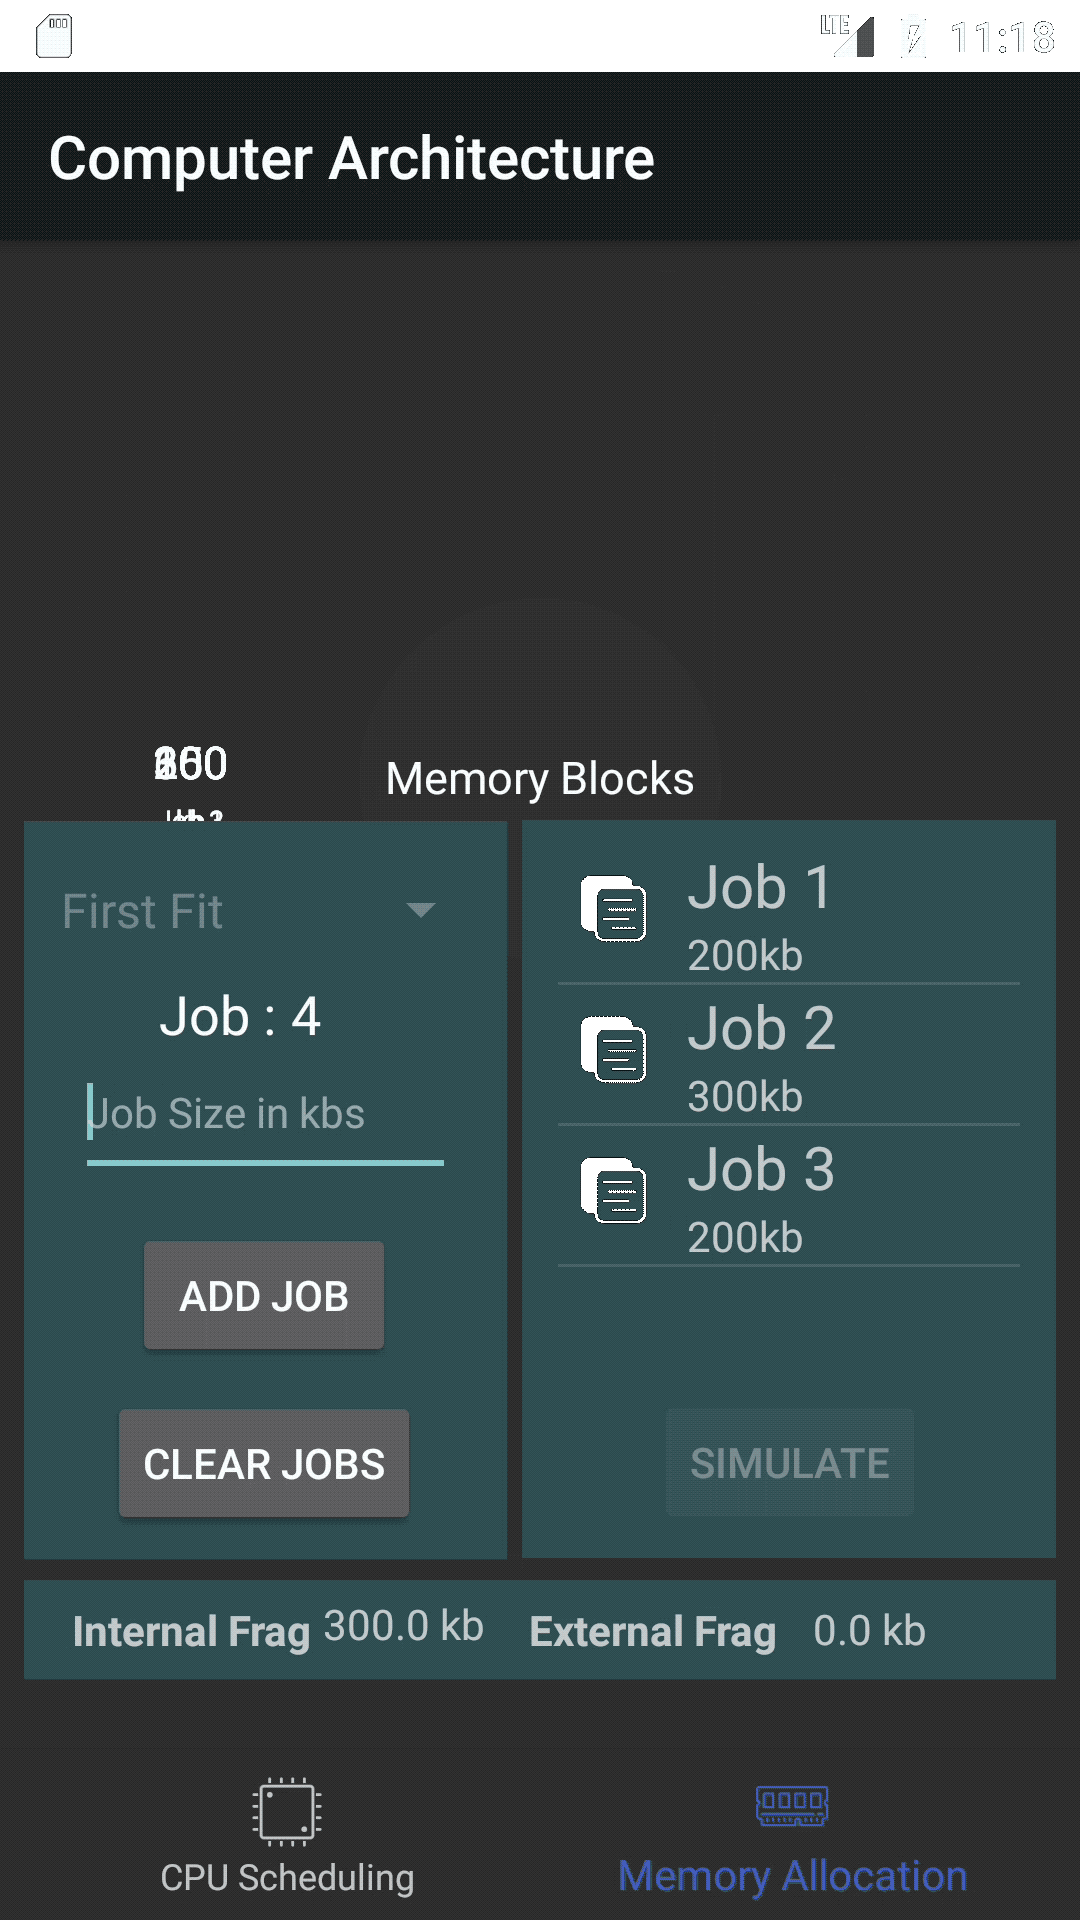 LTE 11:18
Computer Architecture
Memory Blocks
First Fit
Job : 4
Job Size in kbs
ADD JOB
CLEAR JOBS
Job 1
200kb
Job 2
300kb
Job 3
200kb
SIMULATE
Internal Frag 300.0 kb External Frag 0.0 kb
CPU Scheduling
Memory Allocation